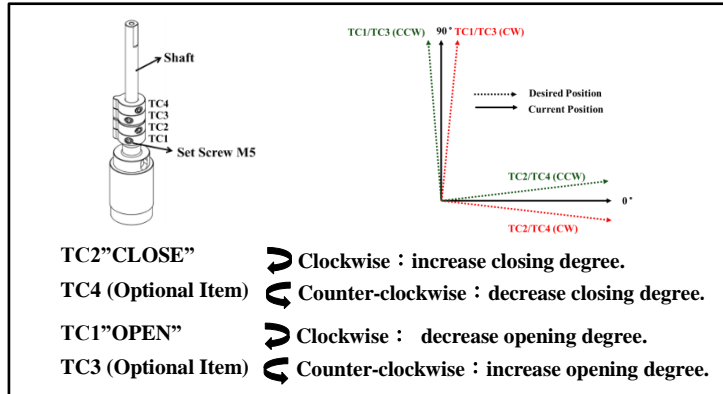 90°
TC1/TC3 (CCW)
TC1/TC3 (CW)
Shaft
TC4
TC3
TC2
TC1
Set Screw M5
Desired Position
Current Position
TC2/TC4 (CCW)
0°
TC2/TC4 (CW)
TC2”CLOSE” Clockwise：increase closing degree.
TC4 (Optional Item) Counter-clockwise：decrease closing degree.
TC1”OPEN” Clockwise： decrease opening degree.
TC3 (Optional Item) Counter-clockwise：increase opening degree.